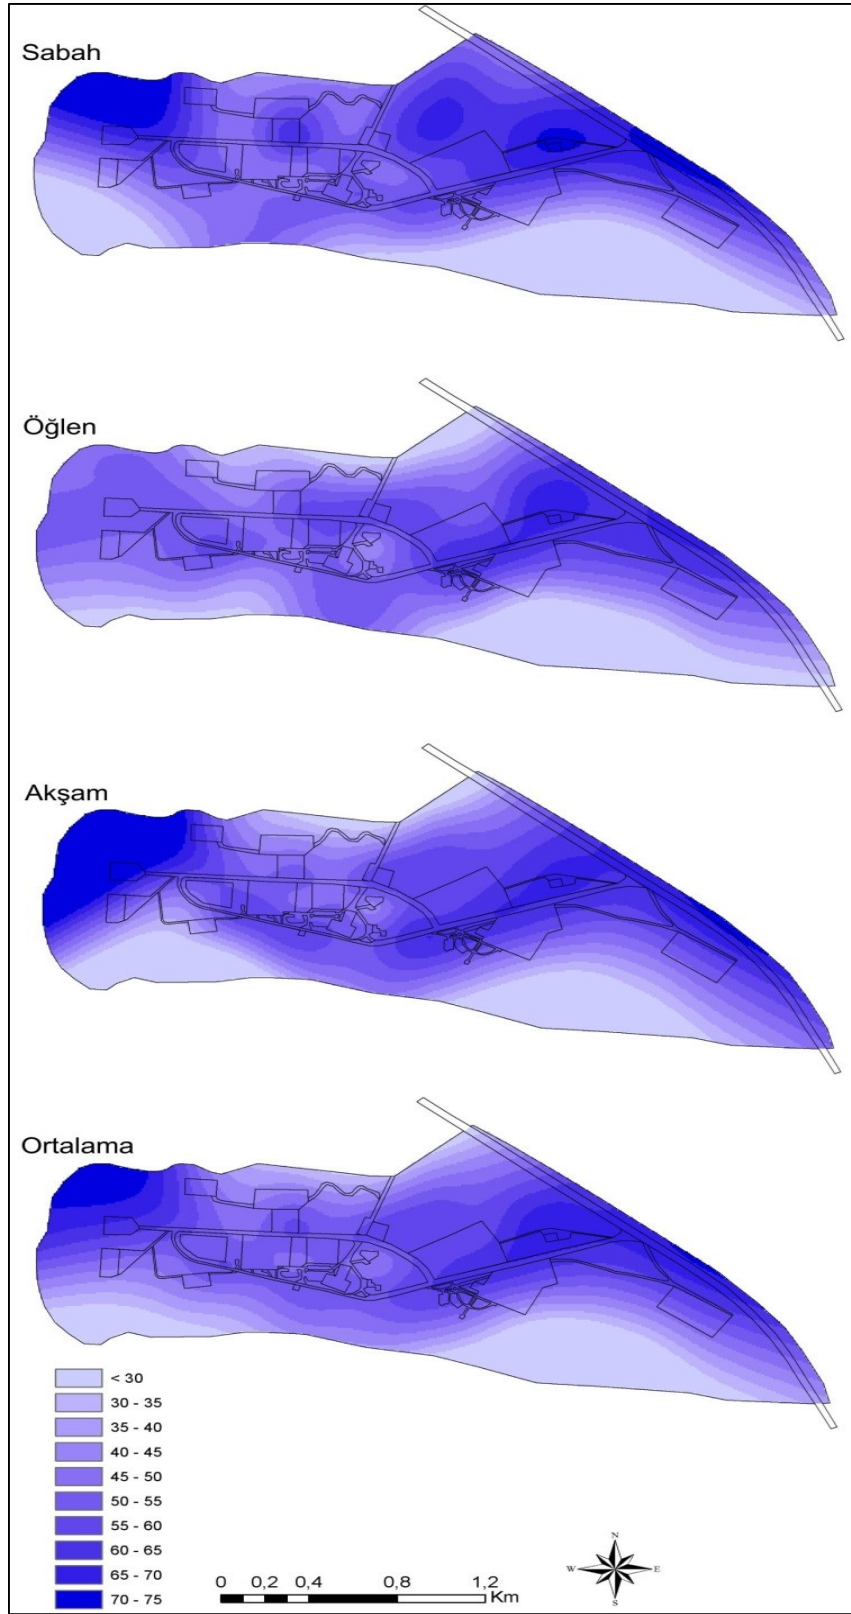 Sabah
Öğlen
Akşam
Ortalama
< 30
30 - 35
35 - 40
40 - 45
45 - 50
50 - 55
55 - 60
60 - 65
65 - 70
70 - 75
0 0,2 0,4 0,8 1,2
Km
N
W E
S